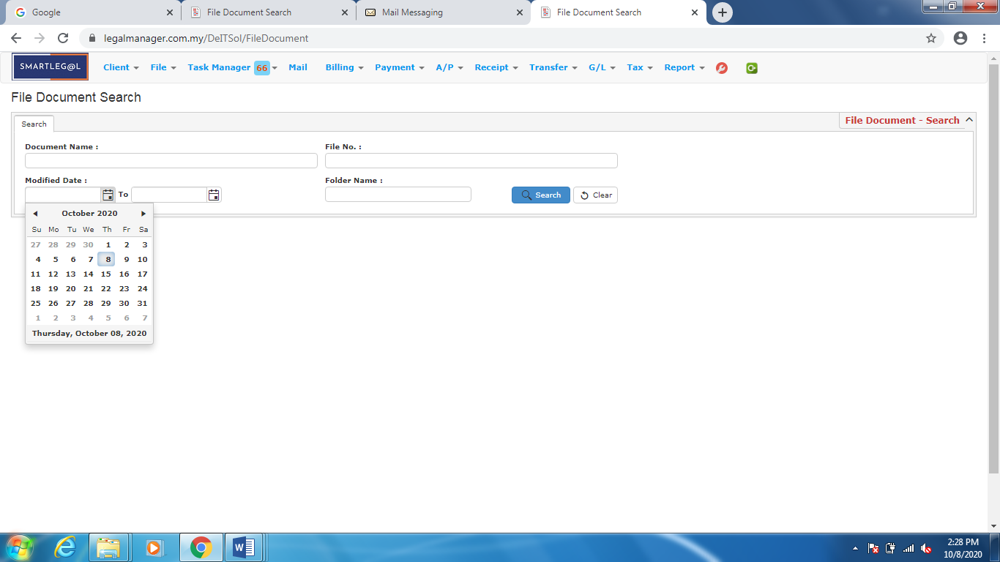 Google
File Document Search
Mail Messaging
File Document Search
legalmanager.com.my/DeITSol/FileDocument
SMARTLEG@L
Client
File
Task Manager 66
Mail
Billing
Payment
A/P
Receipt
Transfer
G/L
Tax
Report
File Document Search
Search
File Document - Search
Document Name :
File No. :
Modified Date :
To
Folder Name :
Search
Clear
October 2020
Su Mo Tu We Th Fr Sa
27 28 29 30 1 2 3
4 5 6 7 8 9 10
11 12 13 14 15 16 17
18 19 20 21 22 23 24
25 26 27 28 29 30 31
1 2 3 4 5 6 7
Thursday, October 08, 2020
2:28 PM
10/8/2020